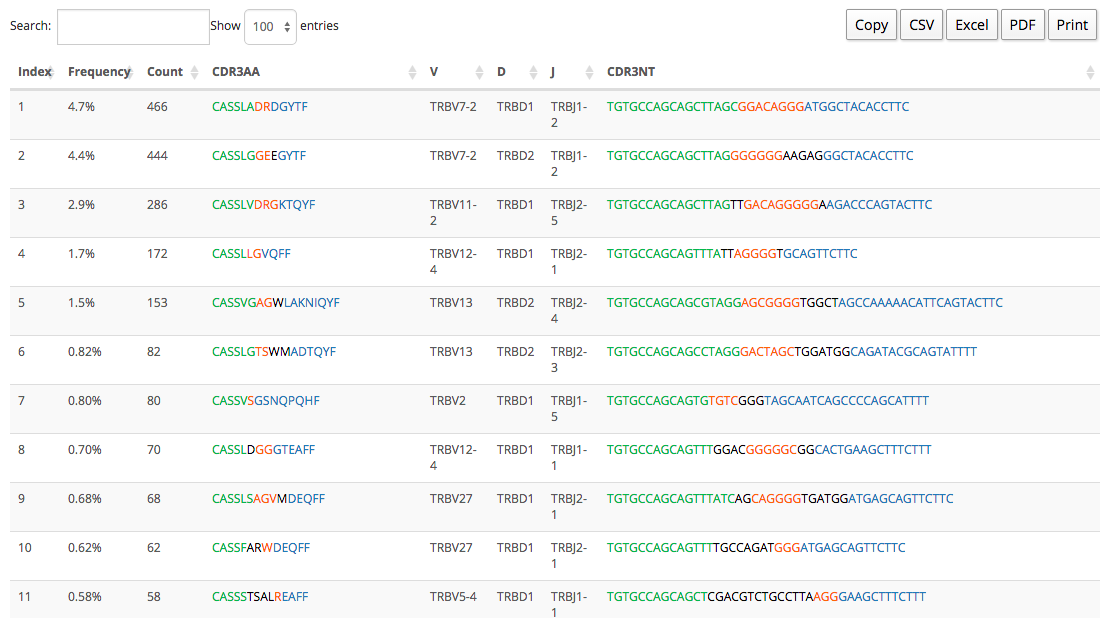 Search: Show 100 entries Copy CSV Excel PDF Print
Index Frequency Count CDR3AA V D J CDR3NT
1 4.7% 466 CASSLADRDGYTF TRBV7-2 TRBD1 TRBJ1- TGTGCCAGCAGCTTAGCGGACAGGGATGGCTACACCTTC
2
2 4.4% 444 CASSLGGEEGYTF TRBV7-2 TRBD2 TRBJ1- TGTGCCAGCAGCTTAGGGGGGGAAGAGGGCTACACCTTC
2
3 2.9% 286 CASSLVDRGKTQYF TRBV11- TRBD1 TRBJ2- TGTGCCAGCAGCTTAGTTGACAGGGGGAAGACCCAGTACTTC
2 5
4 1.7% 172 CASSLLGVQFF TRBV12- TRBD1 TRBJ2- TGTGCCAGCAGTTTATTAGGGGTGCAGTTCTTC
4 1
5 1.5% 153 CASSVGAGWLAKNIQYF TRBV13 TRBD2 TRBJ2- TGTGCCAGCAGCGTAGGAGCGGGGTGGCTAGCCAAAAACATTCAGTACTTC
4
6 0.82% 82 CASSLGTSWMADTQYF TRBV13 TRBD2 TRBJ2- TGTGCCAGCAGCCTAGGGACTAGCTGGATGGCAGATACGCAGTATTTT
3
7 0.80% 80 CASSVSGSNQPQHF TRBV2 TRBD1 TRBJ1- TGTGCCAGCAGTGTGTCGGGTAGCAATCAGCCCCAGCATTTT
5
8 0.70% 70 CASSLDGGGTEAFF TRBV12- TRBD1 TRBJ1- TGTGCCAGCAGTTTGGACGGGGGCGGCACTGAAGCTTTCTTT
4 1
9 0.68% 68 CASSLSAGVMDEQFF TRBV27 TRBD1 TRBJ2- TGTGCCAGCAGTTTATCAGCAGGGGTGATGGATGAGCAGTTCTTC
1
10 0.62% 62 CASSFARWDEQFF TRBV27 TRBD1 TRBJ2- TGTGCCAGCAGTTTTGCCAGATGGGATGAGCAGTTCTTC
1
11 0.58% 58 CASSSTSALREAFF TRBV5-4 TRBD1 TRBJ1- TGTGCCAGCAGCTCGACGTCTGCCTTAAGGGAAGCTTTCTTT
1